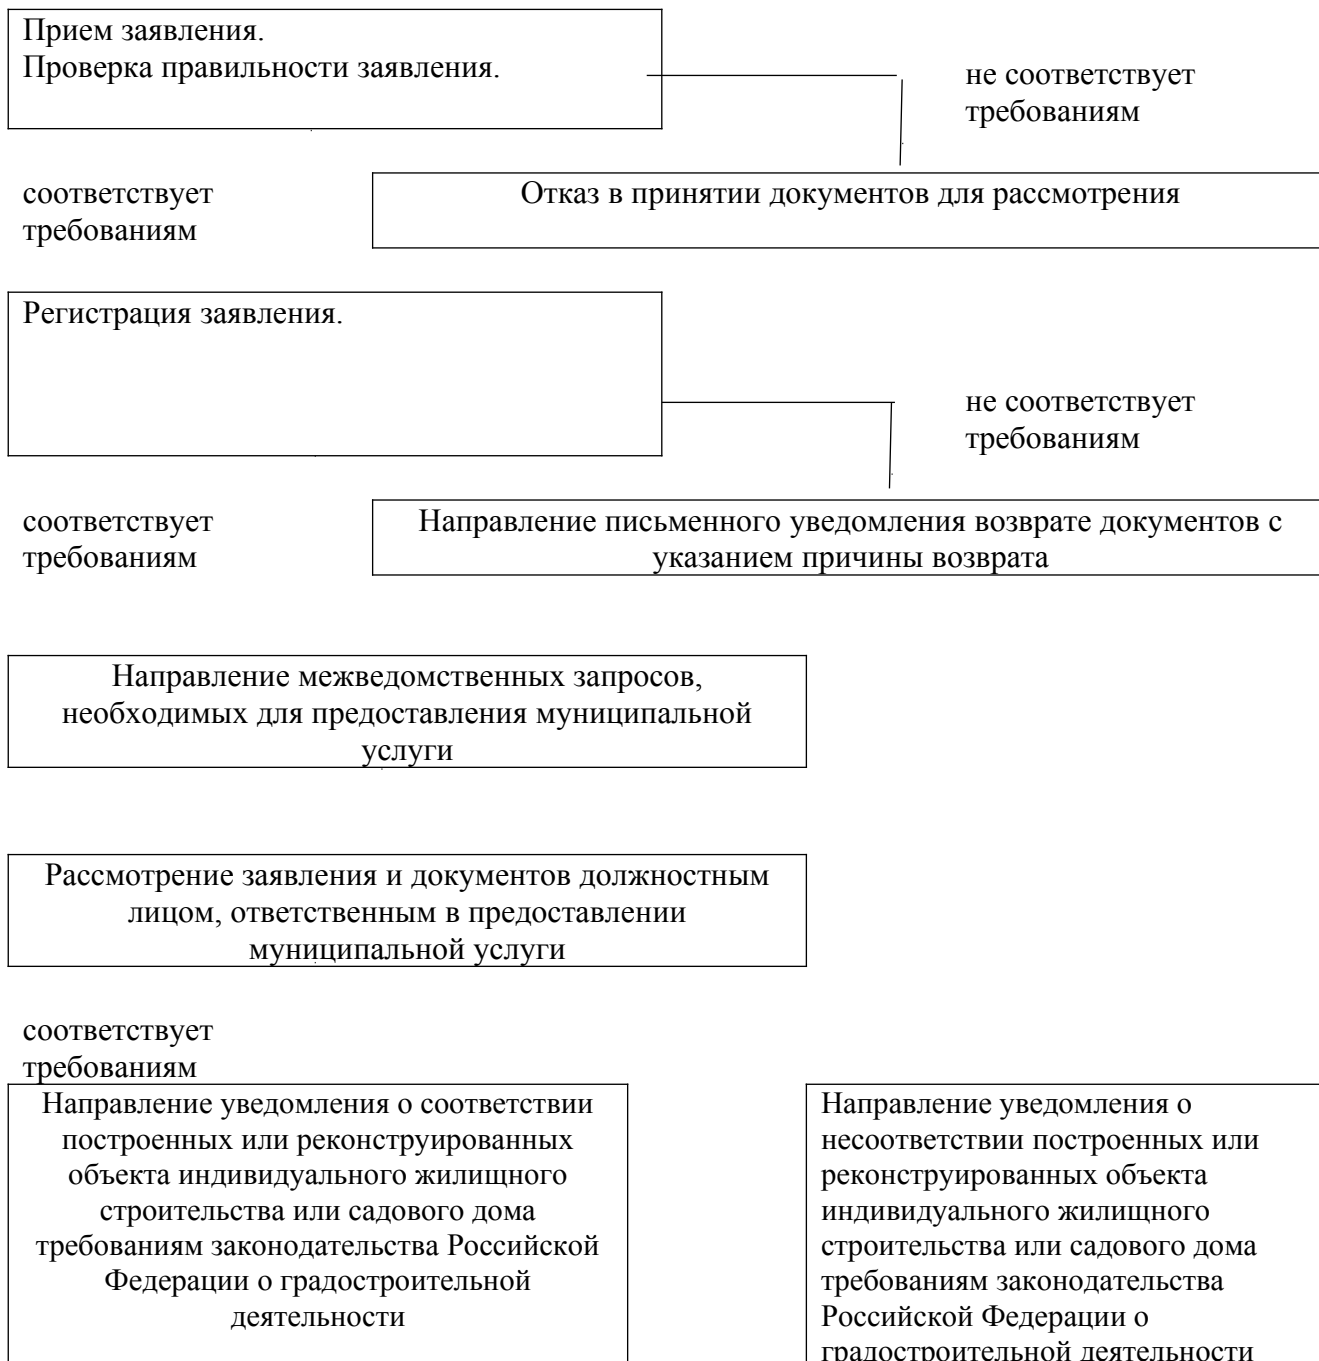 Прием заявления.
Проверка правильности заявления.
не соответствует
требованиям
соответствует
требованиям
Отказ в принятии документов для рассмотрения
Регистрация заявления.
не соответствует
требованиям
соответствует
требованиям
Направление письменного уведомления возврате документов с
указанием причины возврата
Направление межведомственных запросов,
необходимых для предоставления муниципальной
услуги
Рассмотрение заявления и документов должностным
лицом, ответственным в предоставлении
муниципальной услуги
соответствует
требованиям
Направление уведомления о соответствии
построенных или реконструированных
объекта индивидуального жилищного
строительства или садового дома
требованиям законодательства Российской
Федерации о градостроительной
деятельности
Направление уведомления о
несоответствии построенных или
реконструированных объекта
индивидуального жилищного
строительства или садового дома
требованиям законодательства
Российской Федерации о
градостроительной деятельности